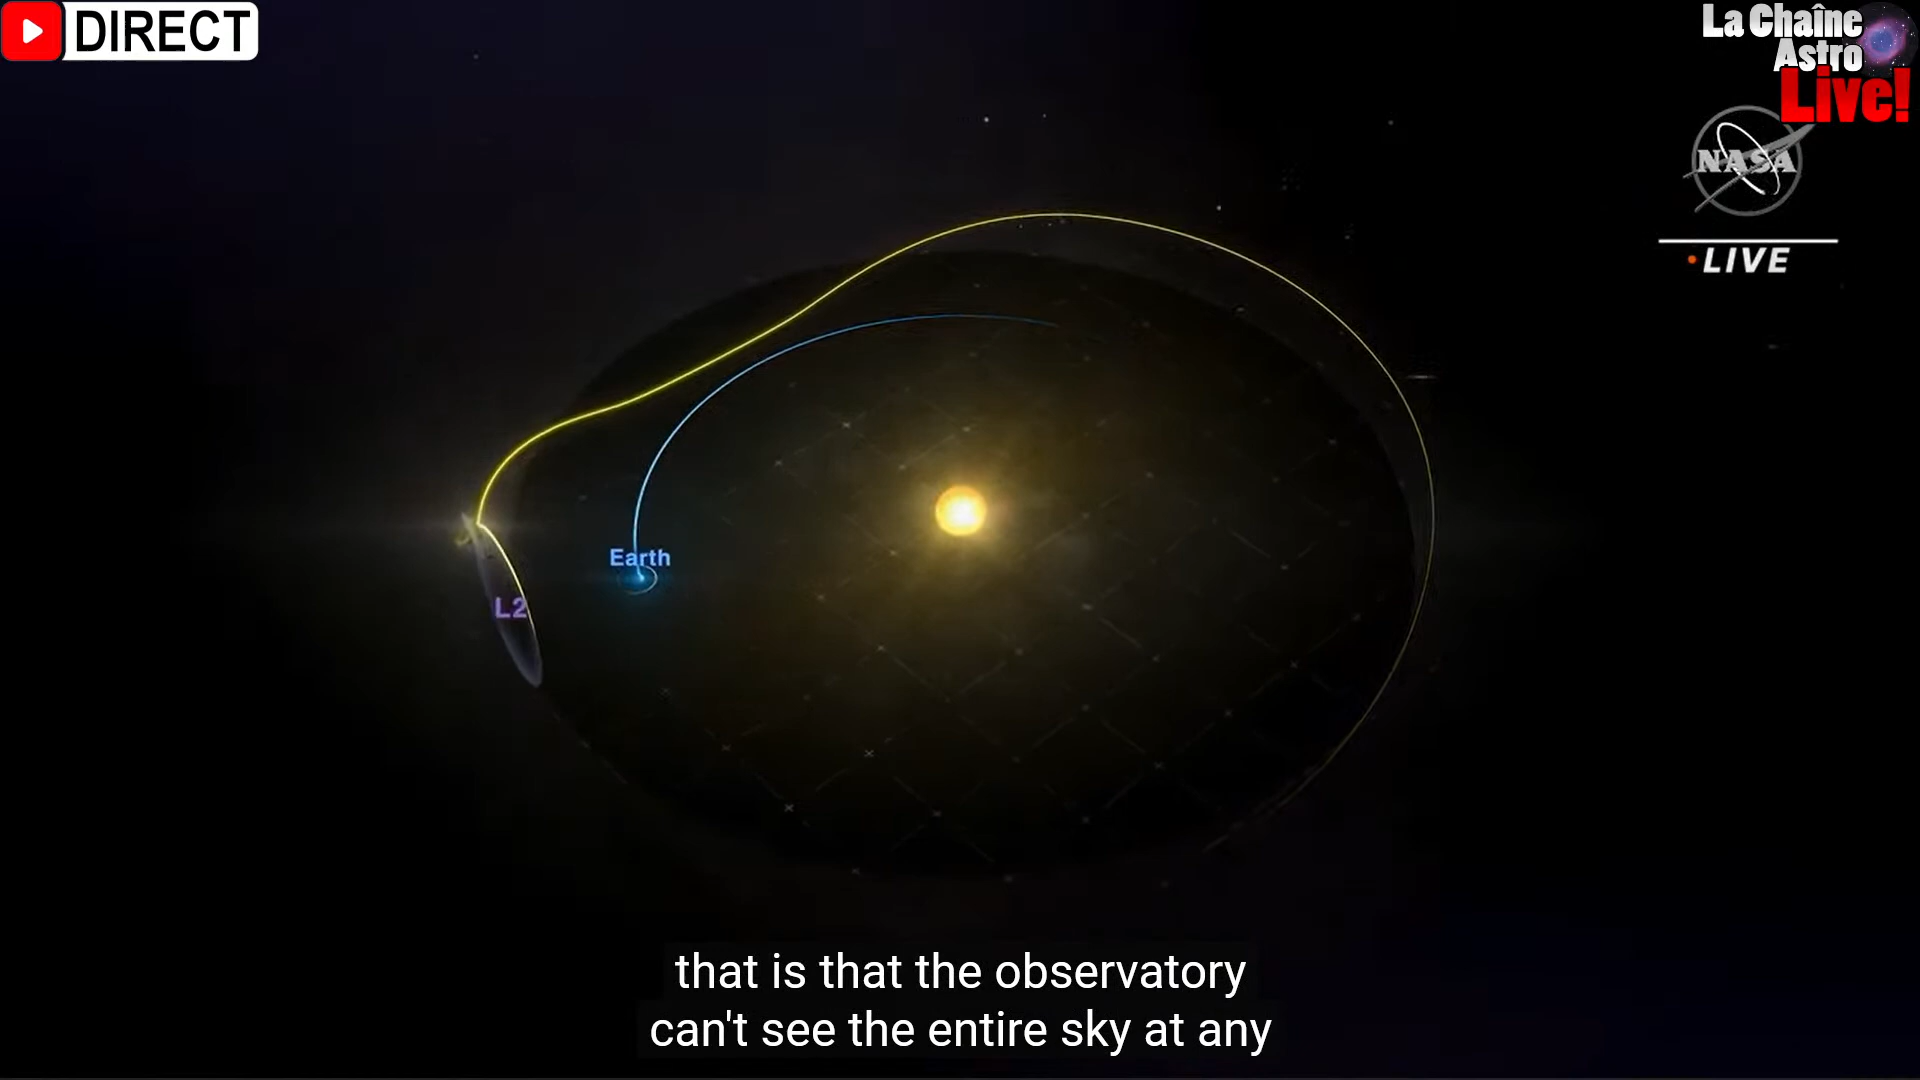 DIRECT
La Chaîne
Astro
Live!
NASA
LIVE
Earth
L2
that is that the observatory
can't see the entire sky at any